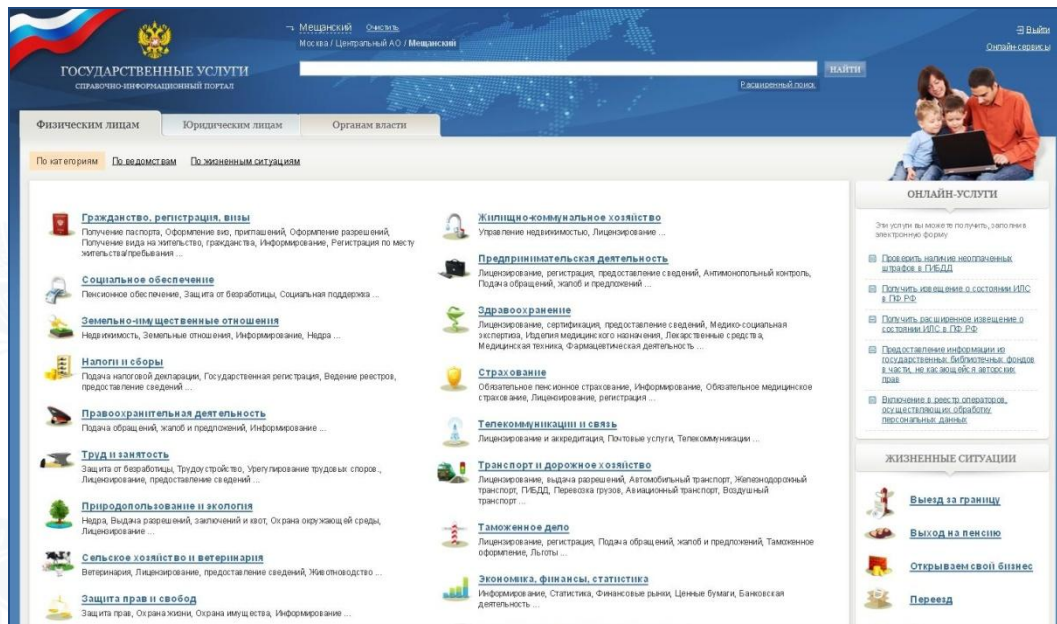 Мещанский Очистить
Москва / Центральный АО / Мещанский
Выйти
Онлайн-сервисы
ГОСУДАРСТВЕННЫЕ УСЛУГИ
СПРАВОЧНО-ИНФОРМАЦИОННЫЙ ПОРТАЛ
НАЙТИ
Расширенный поиск
Физическим лицам
Юридическим лицам
Органам власти
По категориям
По ведомствам
По жизненным ситуациям
Гражданство, регистрация, визы
Получение паспорта, Оформление виз, приглашений, Оформление разрешений,
Получение вида на жительство, гражданства, Информирование, Регистрация по месту
жительства/пребывания ...
Социальное обеспечение
Пенсионное обеспечение, Защита от безработицы, Социальная поддержка ...
Земельно-имущественные отношения
Недвижимость, Земельные отношения, Информирование, Недра ...
Налоги и сборы
Подача налоговой декларации, Государственная регистрация, Ведение реестров,
предоставление сведений ...
Правоохранительная деятельность
Подача обращений, жалоб и предложений, Информирование ...
Труд и занятость
Защита от безработицы, Трудоустройство, Урегулирование трудовых споров.,
Лицензирование, предоставление сведений ...
Природопользование и экология
Недра, Выдача разрешений, заключений и квот, Охрана окружающей среды,
Лицензирование ...
Сельское хозяйство и ветеринария
Ветеринария, Лицензирование, предоставление сведений, Животноводство ...
Защита прав и свобод
Защита прав, Охрана жизни, Охрана имущества, Информирование ...
Жилищно-коммунальное хозяйство
Управление недвижимостью, Лицензирование ...
Предпринимательская деятельность
Лицензирование, регистрация, предоставление сведений, Антимонопольный контроль,
Подача обращений, жалоб и предложений ...
Здравоохранение
Лицензирование, сертификация, предоставление сведений, Медико-социальная
экспертиза, Изделия медицинского назначения, Лекарственные средства,
Медицинская техника, Фармацевтическая деятельность ...
Страхование
Обязательное пенсионное страхование, Информирование, Обязательное медицинское
страхование, Лицензирование, регистрация ...
Телекоммуникации и связь
Лицензирование и аккредитация, Почтовые услуги, Телекоммуникации ...
Транспорт и дорожное хозяйство
Лицензирование, выдача разрешений, Автомобильный транспорт, Железнодорожный
транспорт, ГИБДД, Перевозка грузов, Авиационный транспорт, Воздушный
транспорт ...
Таможенное дело
Лицензирование, регистрация, Подача обращений, жалоб и предложений, Таможенное
оформление, Льготы ...
Экономика, финансы, статистика
Информирование, Статистика, Финансовые рынки, Ценные бумаги, Банковская
деятельность ...
ОНЛАЙН-УСЛУГИ
Эти услуги вы можете получить, заполнив
электронную форму
Проверить наличие неоплаченных
штрафов в ГИБДД
Получить извещение о состоянии ИЛС
в ПФ РФ
Получить расширенное извещение о
состоянии ИЛС в ПФ РФ
Предоставление информации из
государственных библиотечных фондов
в части, не касающейся авторских
прав
Включение в реестр операторов,
осуществляющих обработку
персональных данных
ЖИЗНЕННЫЕ СИТУАЦИИ
Выезд за границу
Выход на пенсию
Открываем свой бизнес
Переезд